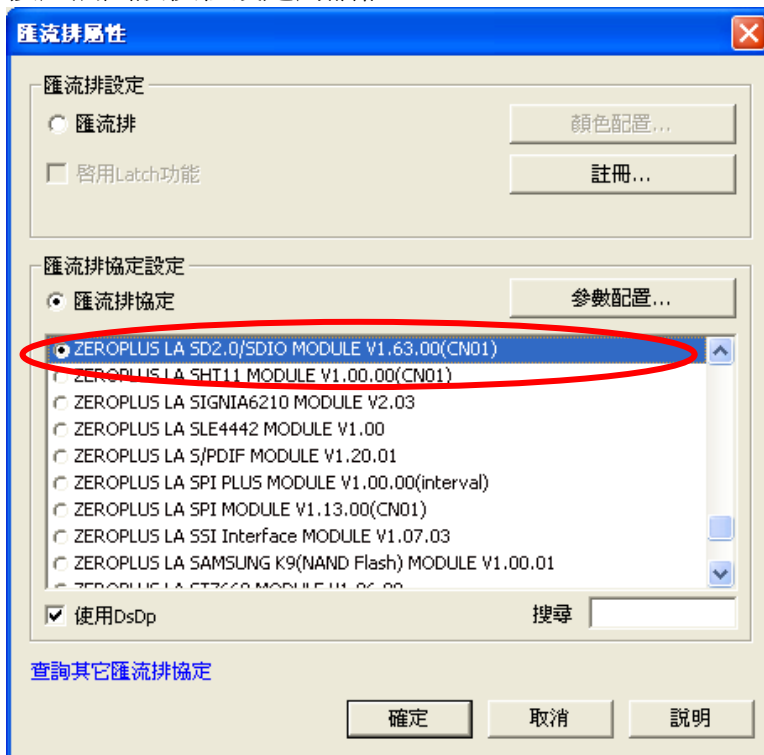 匯流排屬性
匯流排設定
匯流排
顏色配置...
啓用Latch功能
註冊...
匯流排協定設定
匯流排協定
參數配置...
ZEROPLUS LA SD2.0/SDIO MODULE V1.63.00(CN01)
ZEROPLUS LA SHT11 MODULE V1.00.00(CN01)
ZEROPLUS LA SIGNIA6210 MODULE V2.03
ZEROPLUS LA SLE4442 MODULE V1.00
ZEROPLUS LA S/PDIF MODULE V1.20.01
ZEROPLUS LA SPI PLUS MODULE V1.00.00(interval)
ZEROPLUS LA SPI MODULE V1.13.00(CN01)
ZEROPLUS LA SSI Interface MODULE V1.07.03
ZEROPLUS LA SAMSUNG K9(NAND Flash) MODULE V1.00.01
ZEROPLUS LA
使用DsDp
搜尋
查詢其它匯流排協定
確定
取消
説明